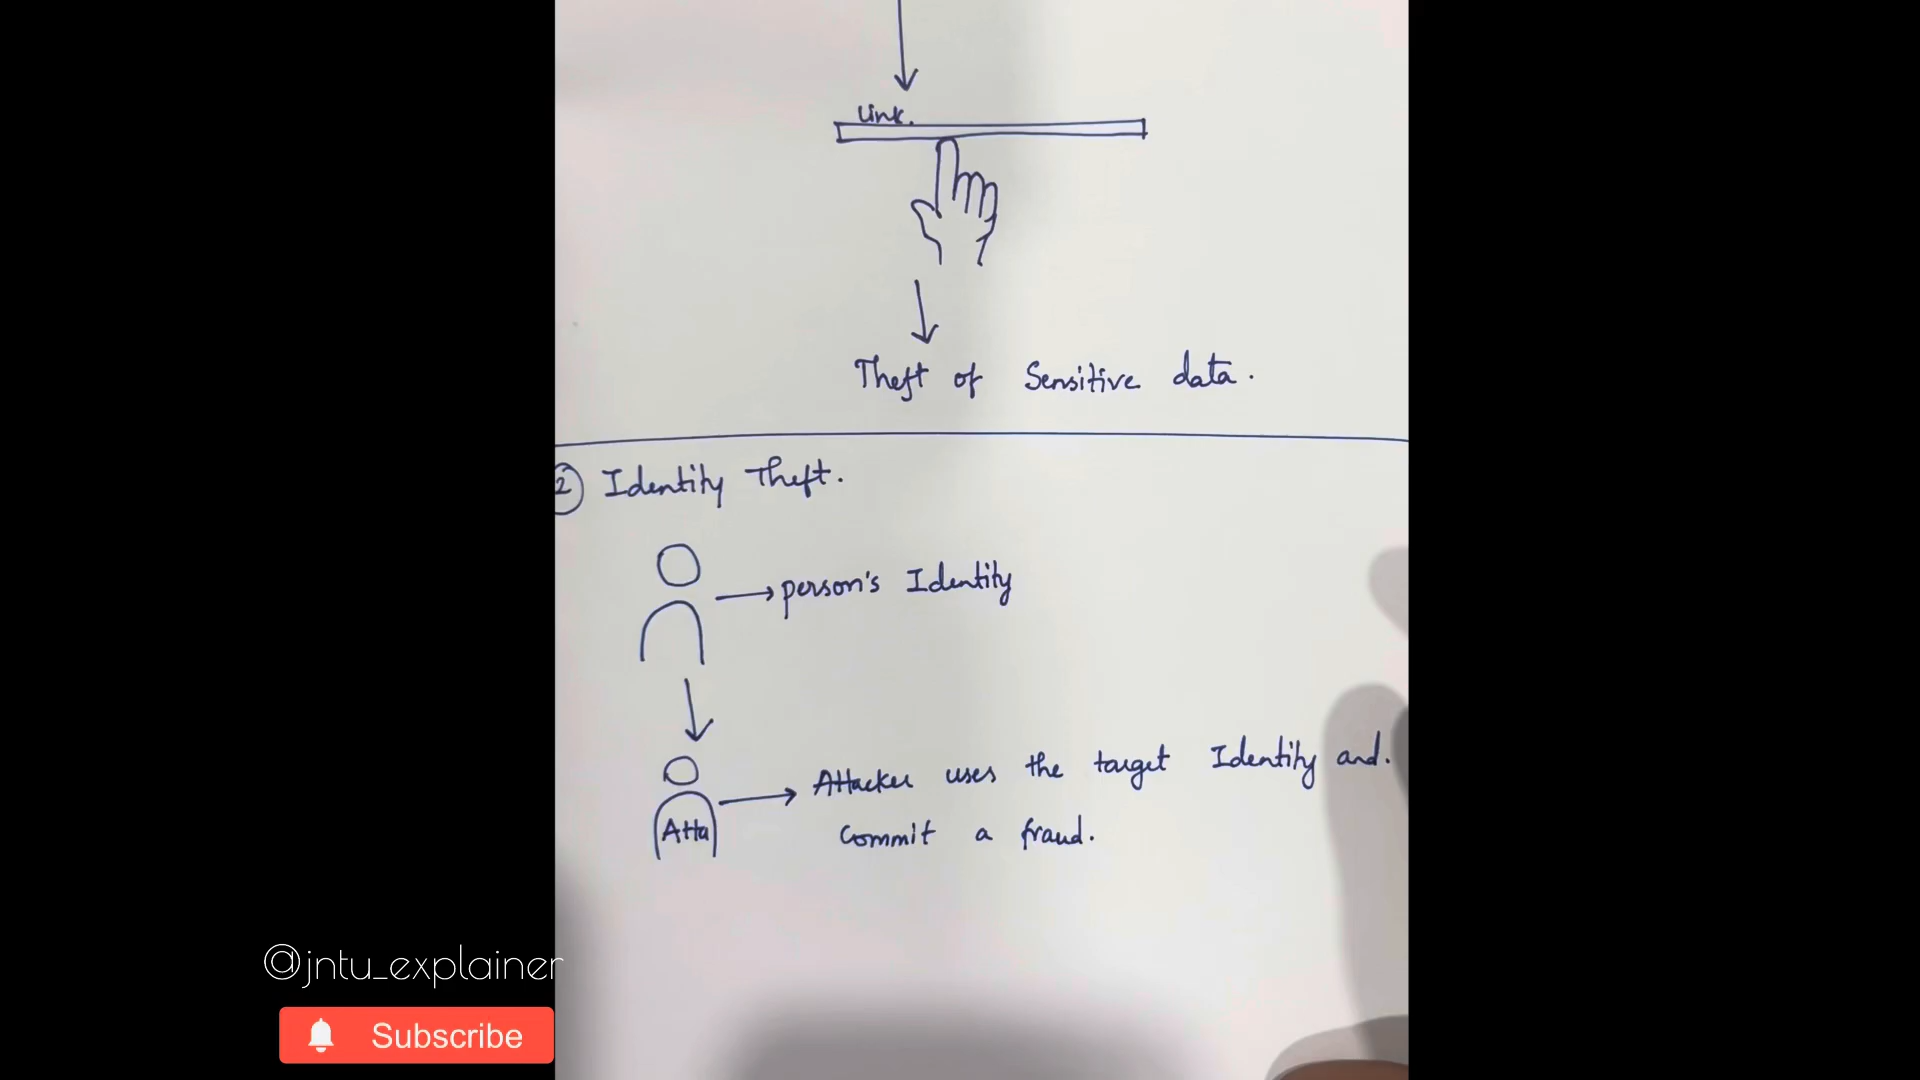 Link.
Theft of Sensitive data.
2 Identity Theft.
person's Identity
Attacker uses the target Identity and.
Commit a fraud.
Atta
@jntu_explainer
Subscribe